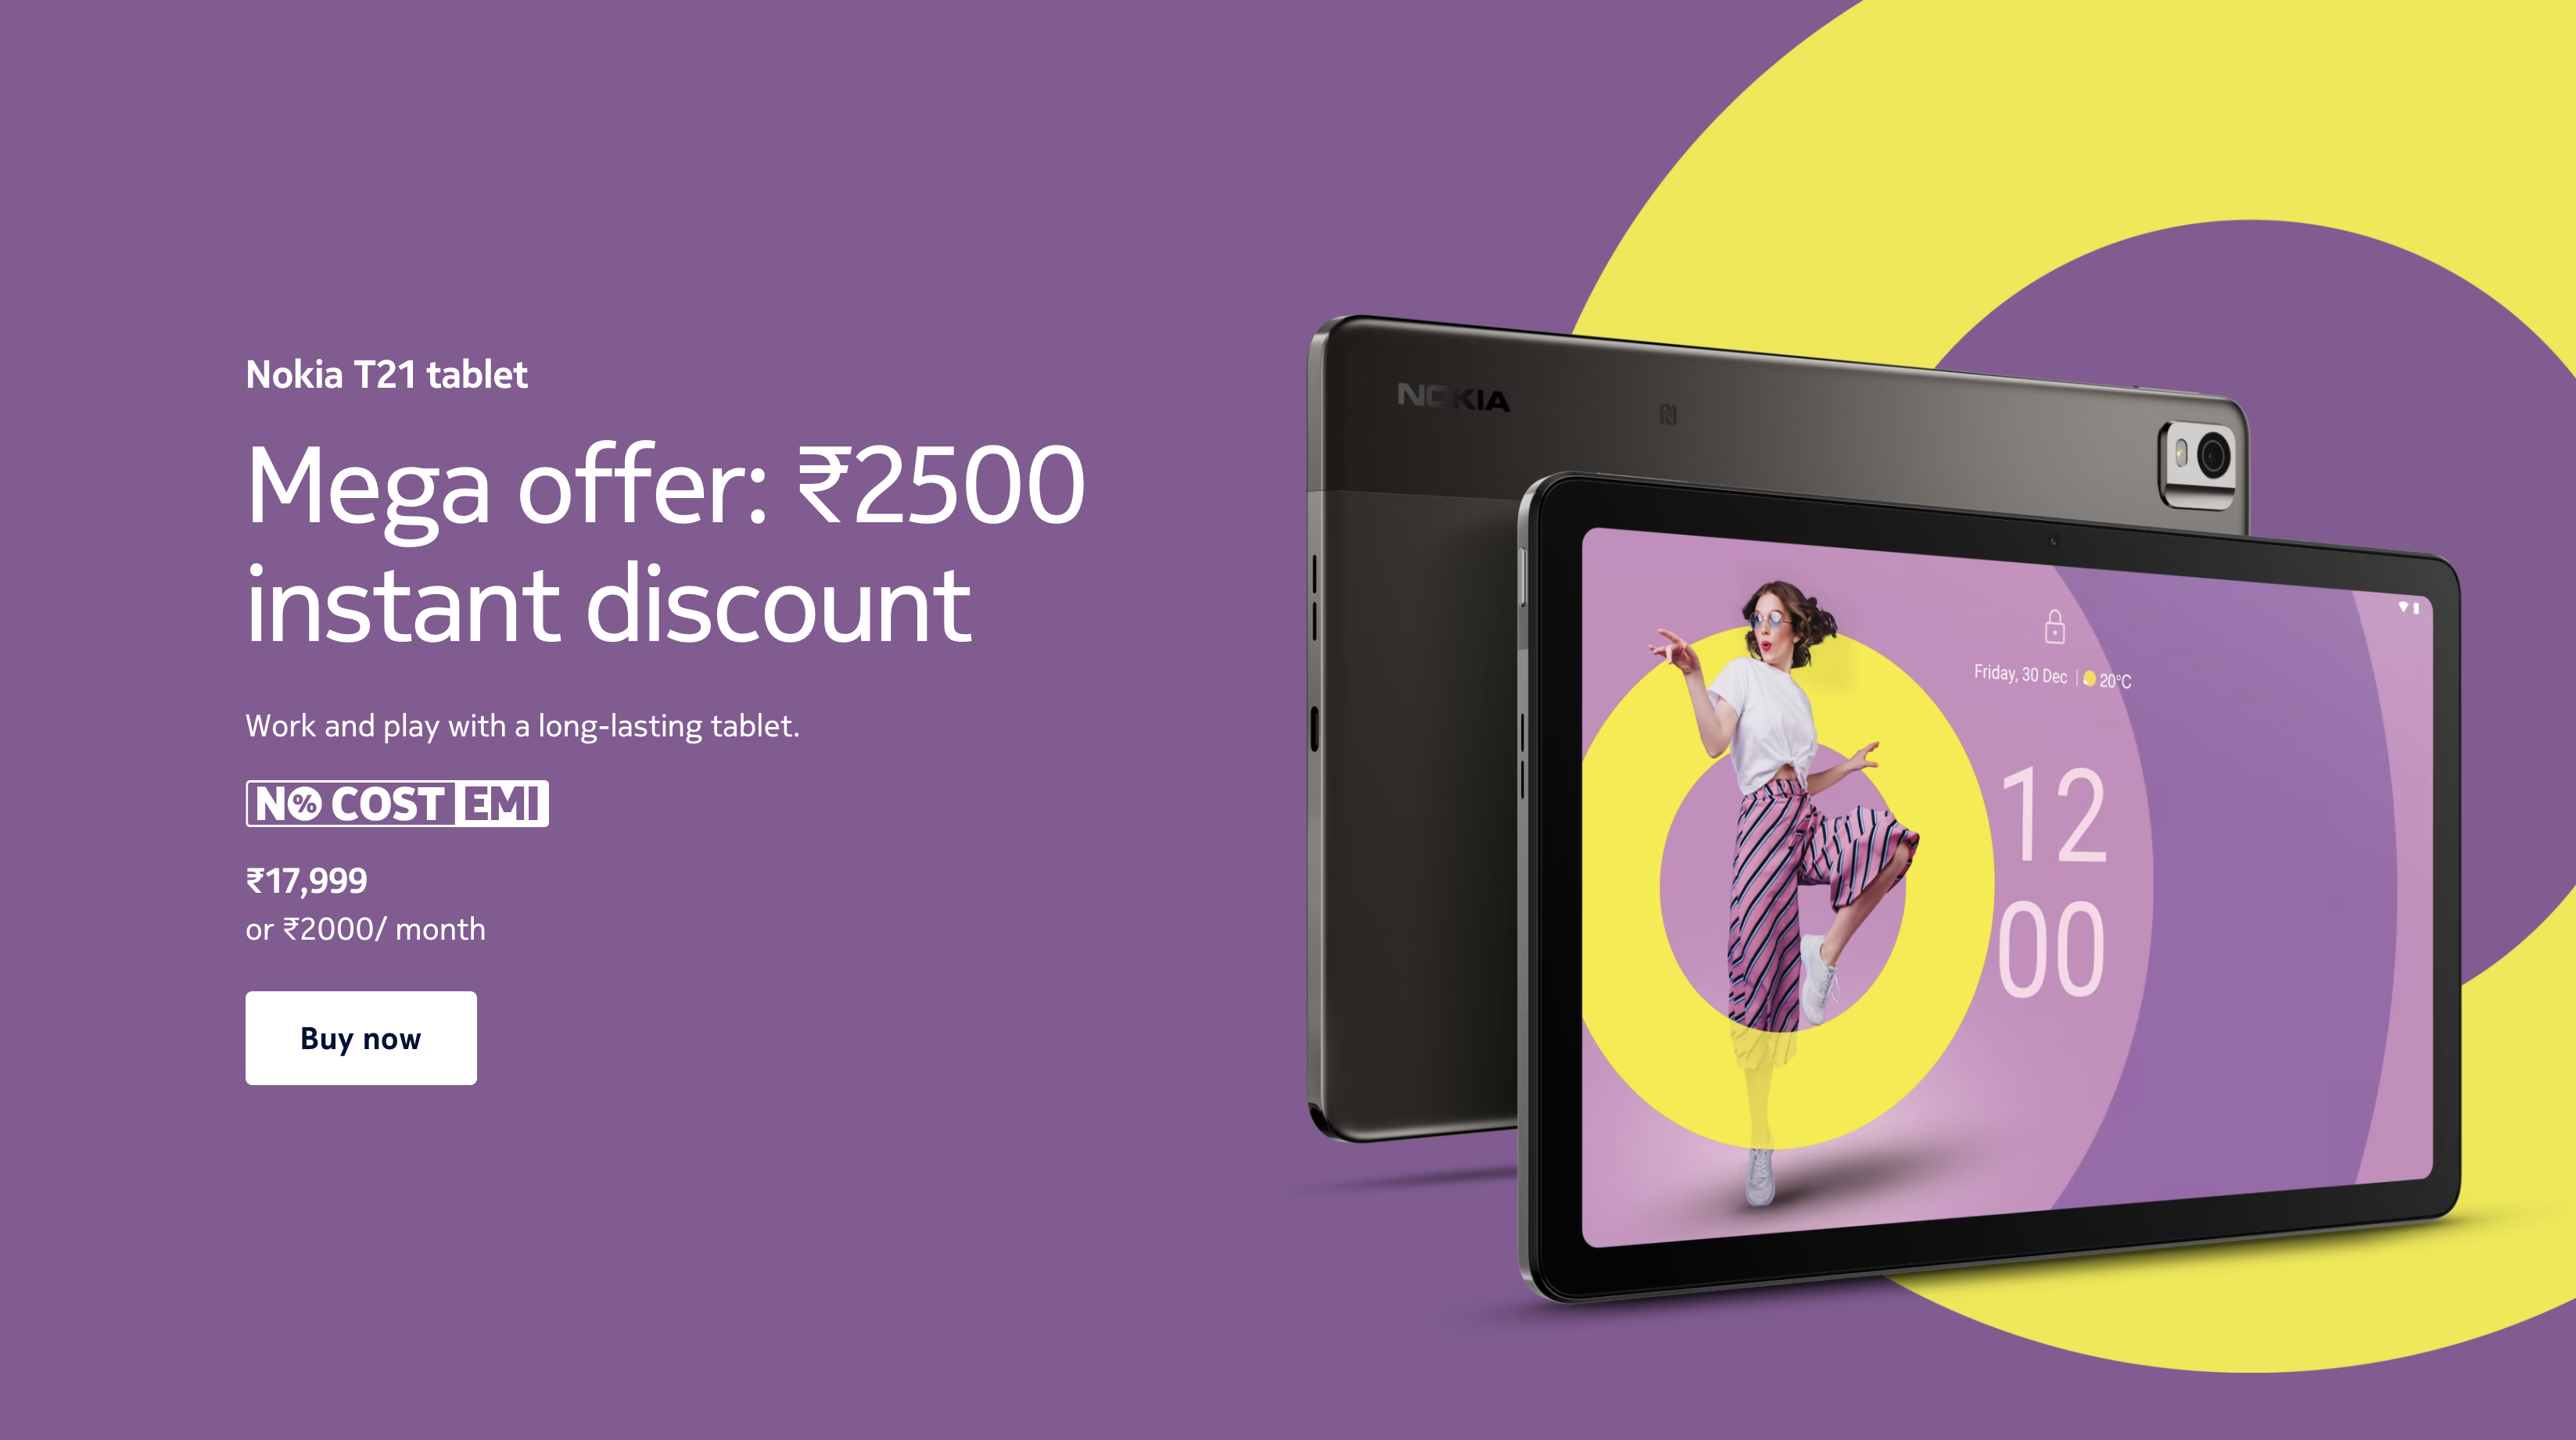 Nokia T21 tablet
Mega offer: ₹2500
instant discount
Work and play with a long-lasting tablet.
NO COST EMI
₹17,999
or ₹2000/ month
Buy now
NOKIA
Friday, 30 Dec | 20°C
12
00